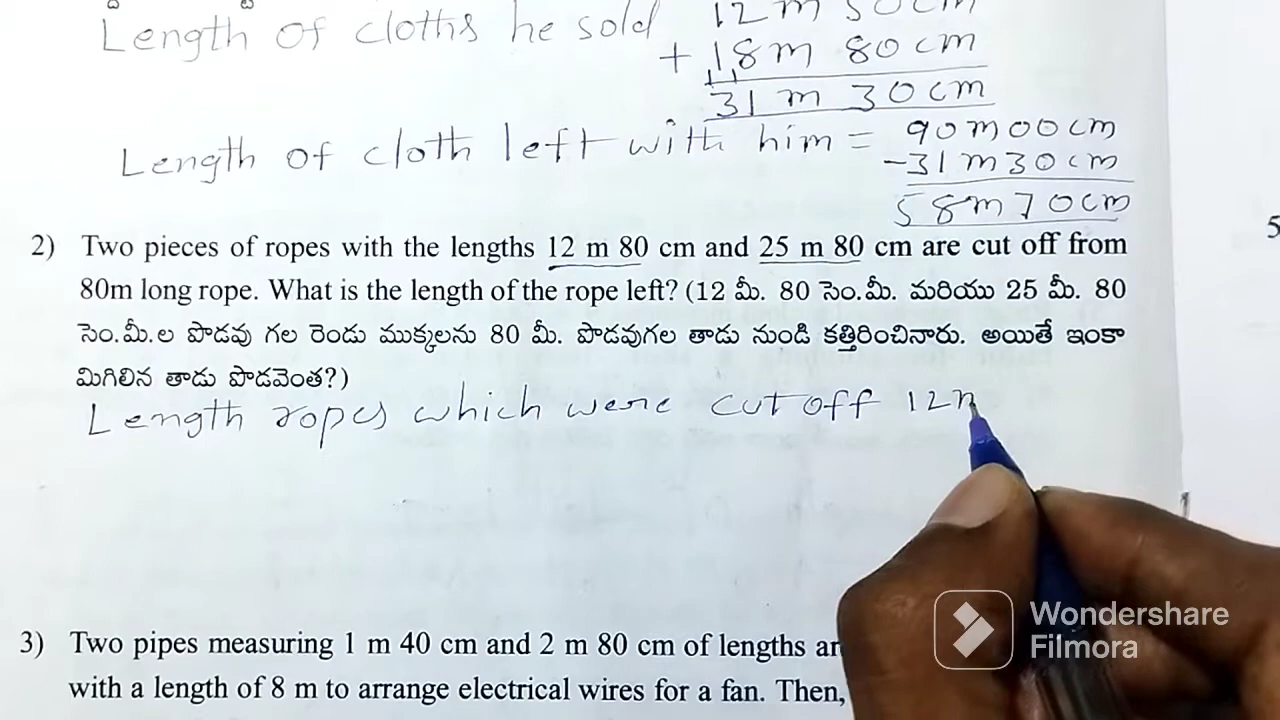 Length of cloths he sold 12 m 50 cm
+ 18 m 80 cm
31 m 30 cm
Length of cloth left with him = 90 m 00 cm
- 31 m 30 cm
58 m 70 cm
2) Two pieces of ropes with the lengths 12 m 80 cm and 25 m 80 cm are cut off from
80m long rope. What is the length of the rope left? (12 మీ. 80 సెం.మీ. మరియు 25 మీ. 80
సెం.మీ.ల పొడవు గల రెండు ముక్కలను 80 మీ. పొడవుగల తాడు నుండి కత్తిరించినారు. అయితే ఇంకా
మిగిలిన తాడు పొడవెంత?)
Length ropes which were cut off 12m
3) Two pipes measuring 1 m 40 cm and 2 m 80 cm of lengths ar
with a length of 8 m to arrange electrical wires for a fan. Then,
5
Wondershare
Filmora